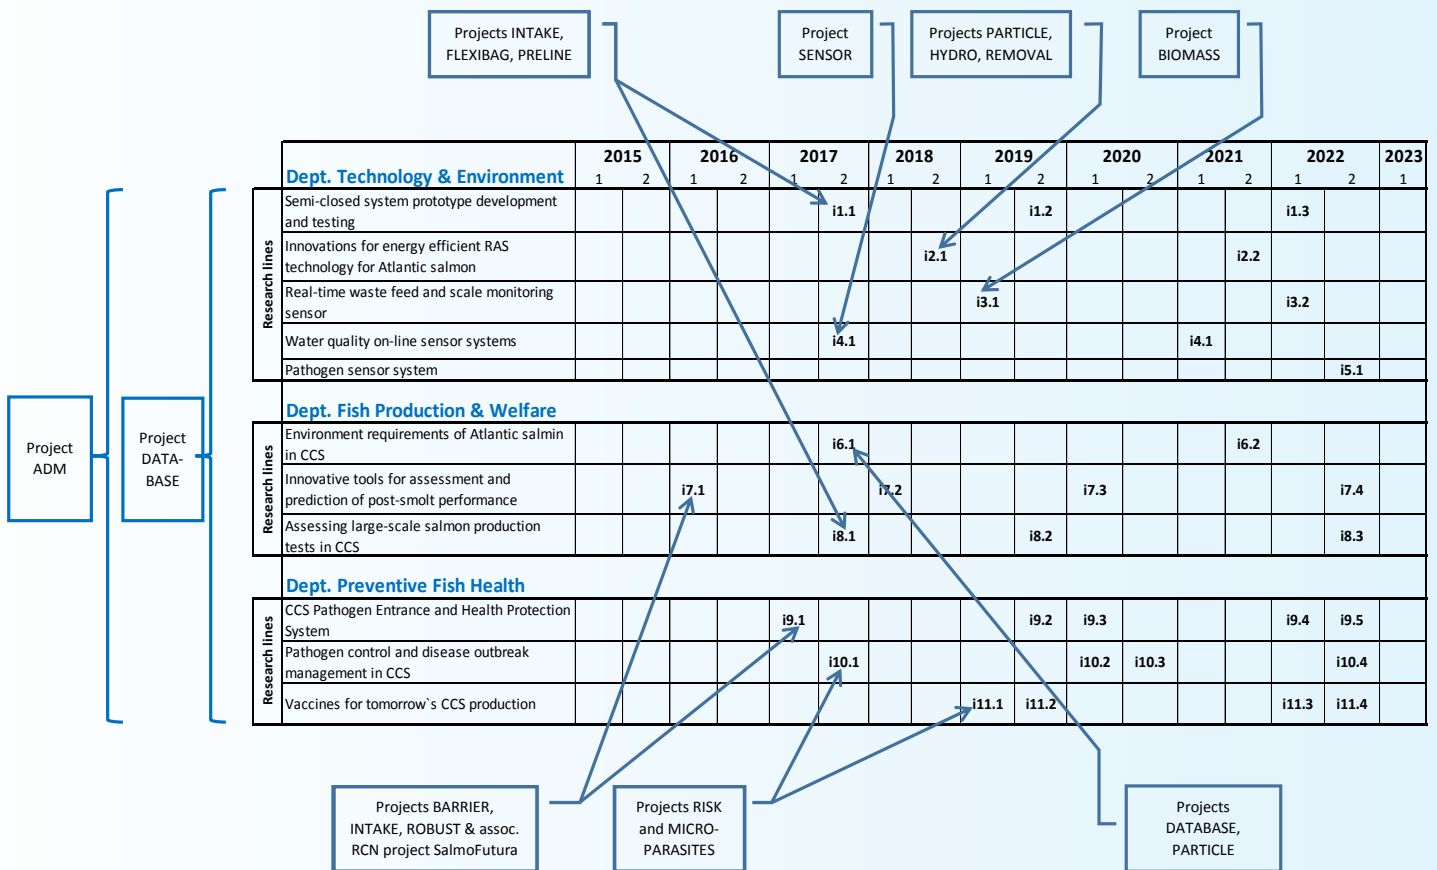 Projects INTAKE,
FLEXIBAG, PRELINE
Project
SENSOR
Projects PARTICLE,
HYDRO, REMOVAL
Project
BIOMASS
2015 2016 2017 2018 2019 2020 2021 2022 2023
Dept. Technology & Environment 1 2 1 2 1 2 1 2 1 2 1 2 1 2 1 2 1
Research lines
Semi-closed system prototype development
and testing
i1.1 i1.2 i1.3
Innovations for energy efficient RAS
technology for Atlantic salmon
i2.1 i2.2
Real-time waste feed and scale monitoring
sensor
i3.1 i3.2
Water quality on-line sensor systems i4.1 i4.1
Pathogen sensor system i5.1
Project
ADM
Project
DATA-
BASE
Dept. Fish Production & Welfare
Research lines
Environment requirements of Atlantic salmin
in CCS
i6.1 i6.2
Innovative tools for assessment and
prediction of post-smolt performance
i7.1 i7.2 i7.3 i7.4
Assessing large-scale salmon production
tests in CCS
i8.1 i8.2 i8.3
Dept. Preventive Fish Health
Research lines
CCS Pathogen Entrance and Health Protection
System
i9.1 i9.2 i9.3 i9.4 i9.5
Pathogen control and disease outbreak
management in CCS
i10.1 i10.2 i10.3 i10.4
Vaccines for tomorrow`s CCS production i11.1 i11.2 i11.3 i11.4
Projects BARRIER,
INTAKE, ROBUST & assoc.
RCN project SalmoFutura
Projects RISK
and MICRO-
PARASITES
Projects
DATABASE,
PARTICLE